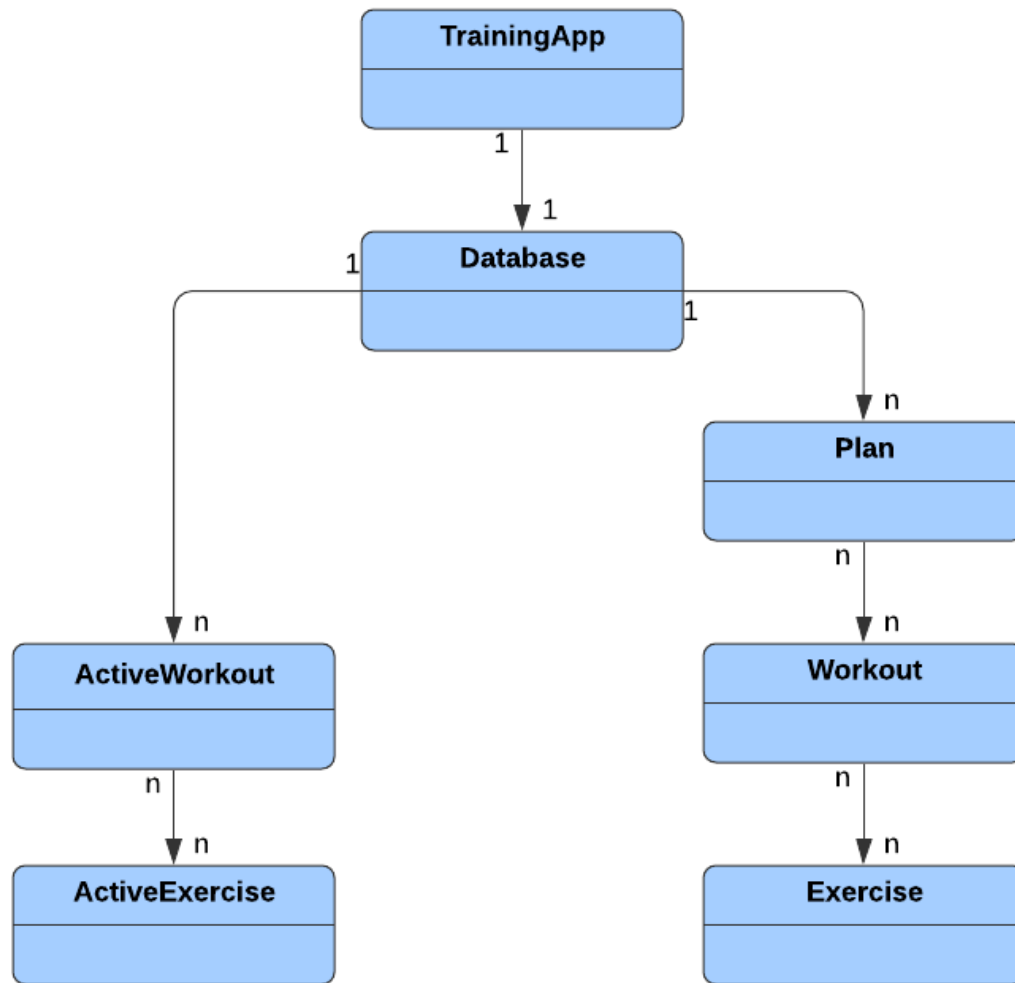 TrainingApp
1
1
Database
1
1
n
Plan
n
n
n
ActiveWorkout
Workout
n
n
n
n
ActiveExercise
Exercise